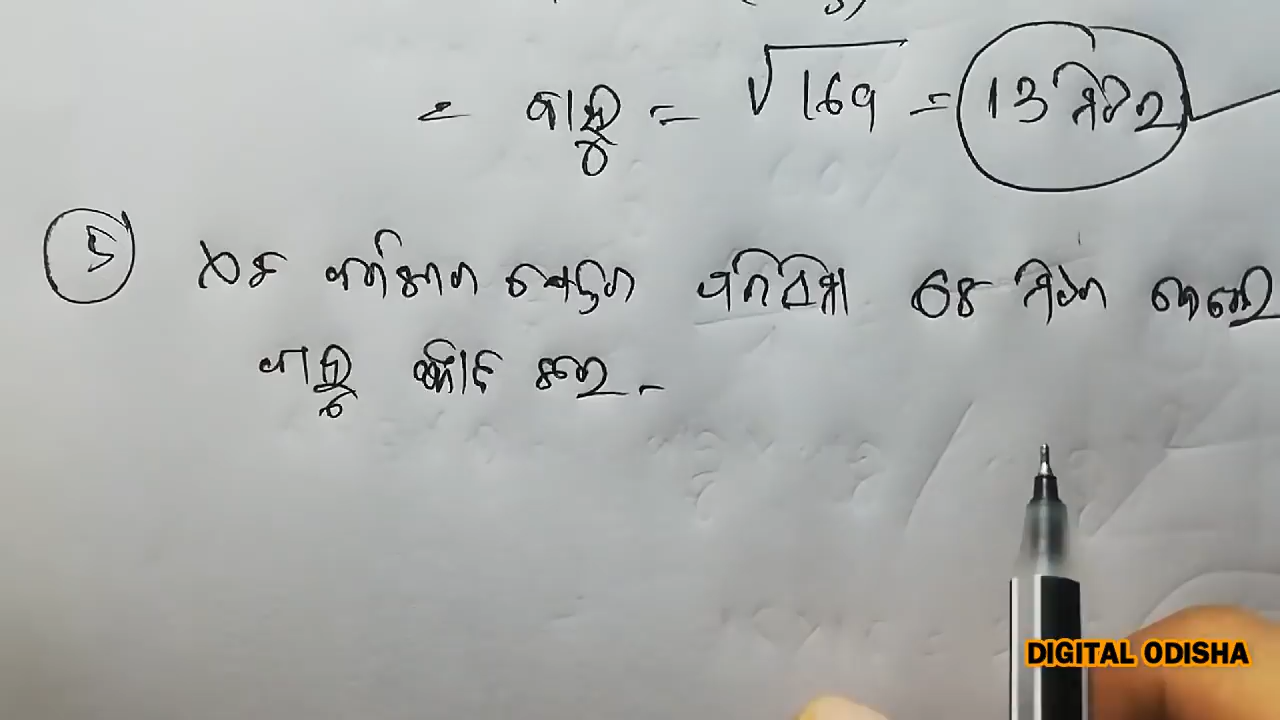 = ବାହୁ = √169 = 13 ମିଟର
5 ଏକ ବର୍ଗାକାର କ୍ଷେତ୍ରର ପରିସୀମା 68 ମିଟର ହେଲେ
ବାହୁ ସ୍ଥିର କର -
DIGITAL ODISHA